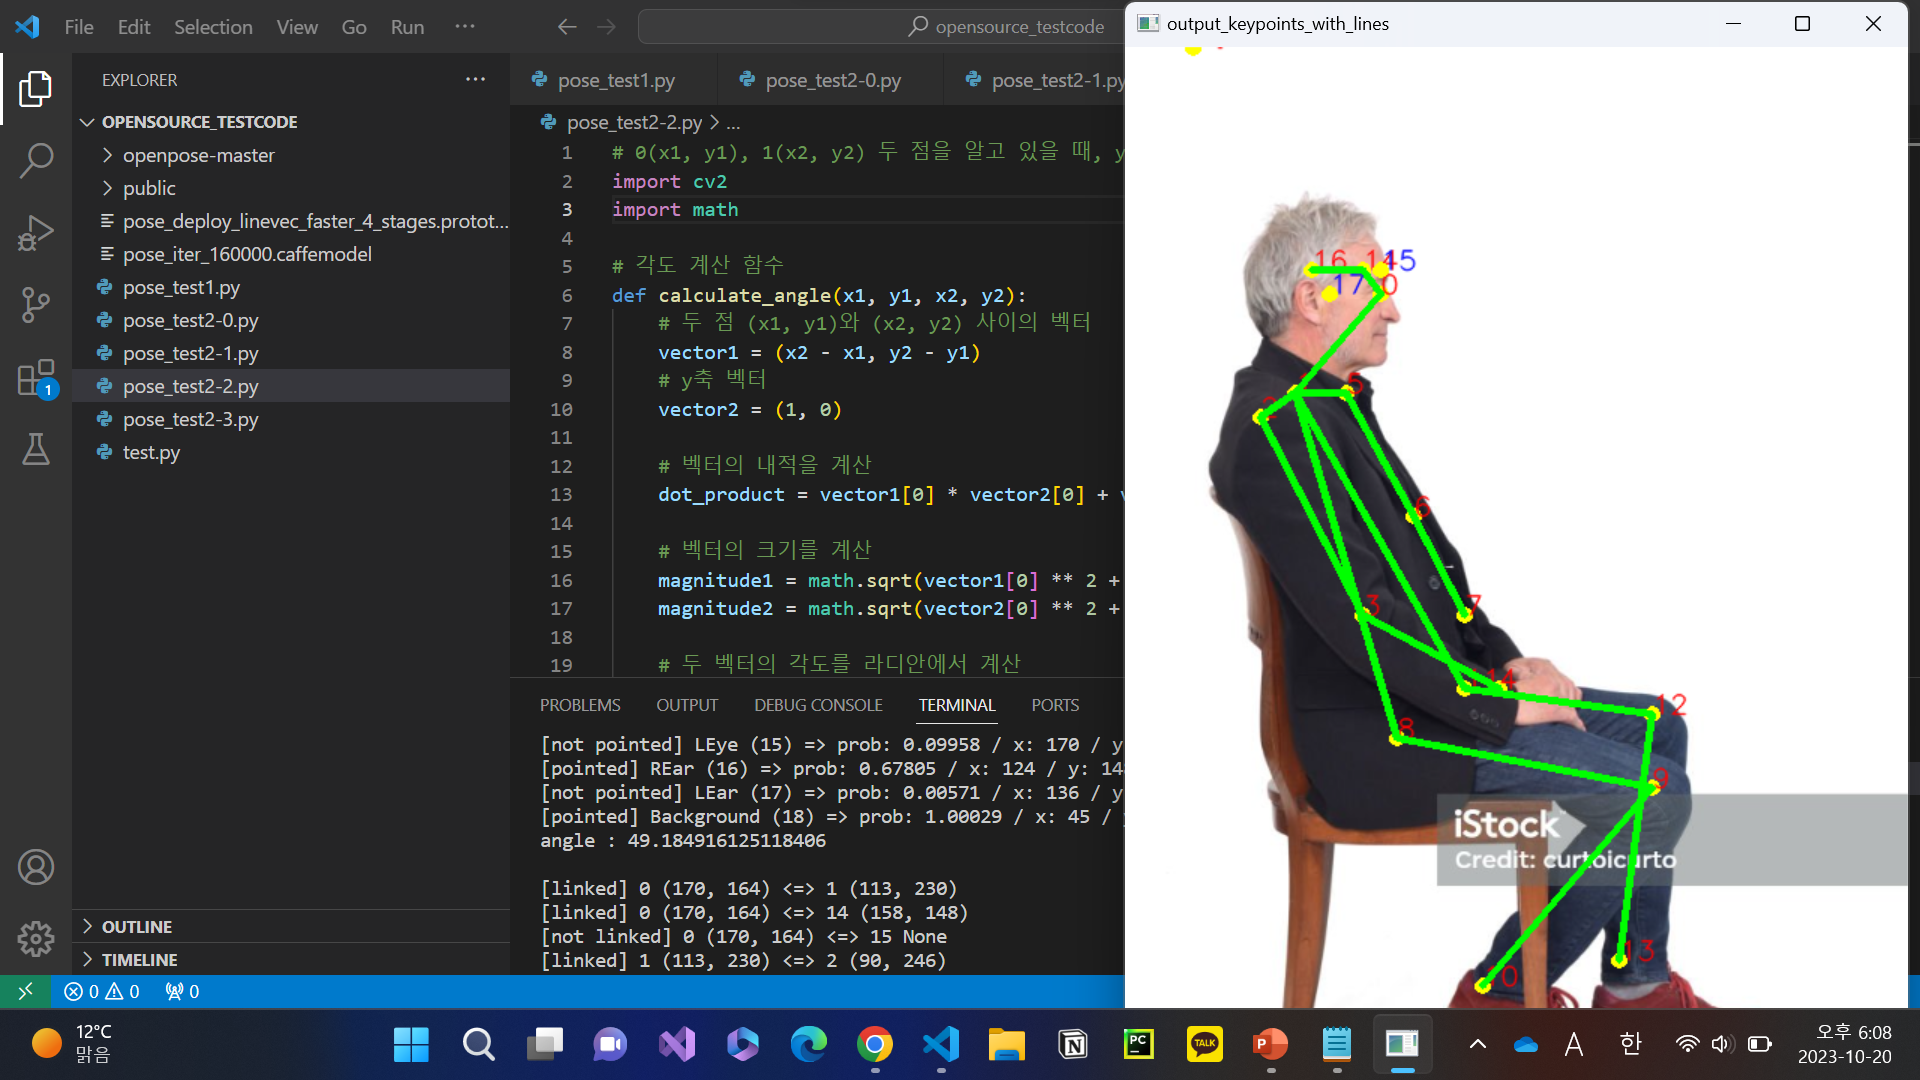 File Edit Selection View Go Run ···
opensource_testcode
output_keypoints_with_lines
EXPLORER
OPENSOURCE_TESTCODE
openpose-master
public
pose_deploy_linevec_faster_4_stages.protot...
pose_iter_160000.caffemodel
pose_test1.py
pose_test2-0.py
pose_test2-1.py
pose_test2-2.py
pose_test2-3.py
test.py
OUTLINE
TIMELINE
1
pose_test1.py pose_test2-0.py pose_test2-1.py
pose_test2-2.py > ...
1 # 0(x1, y1), 1(x2, y2) 두 점을 알고 있을 때, y
2 import cv2
3 import math
4
5 # 각도 계산 함수
6 def calculate_angle(x1, y1, x2, y2):
7 # 두 점 (x1, y1)와 (x2, y2) 사이의 벡터
8 vector1 = (x2 - x1, y2 - y1)
9 # y축 벡터
10 vector2 = (1, 0)
11
12 # 벡터의 내적을 계산
13 dot_product = vector1[0] * vector2[0] + v
14
15 # 벡터의 크기를 계산
16 magnitude1 = math.sqrt(vector1[0] ** 2 +
17 magnitude2 = math.sqrt(vector2[0] ** 2 +
18
19 # 두 벡터의 각도를 라디안에서 계산
PROBLEMS OUTPUT DEBUG CONSOLE TERMINAL PORTS
[not pointed] LEye (15) => prob: 0.09958 / x: 170 / y
[pointed] REar (16) => prob: 0.67805 / x: 124 / y: 14
[not pointed] LEar (17) => prob: 0.00571 / x: 136 / y
[pointed] Background (18) => prob: 1.00029 / x: 45 /
angle : 49.184916125118406
[linked] 0 (170, 164) <=> 1 (113, 230)
[linked] 0 (170, 164) <=> 14 (158, 148)
[not linked] 0 (170, 164) <=> 15 None
[linked] 1 (113, 230) <=> 2 (90, 246)
0 0 0
16 14 15
17 0
5
2
6
3 7
14
12
8
9
iStock
Credit: curtoicurto
13
12°C
맑음
PC
TALK
A 한
오후 6:08
2023-10-20